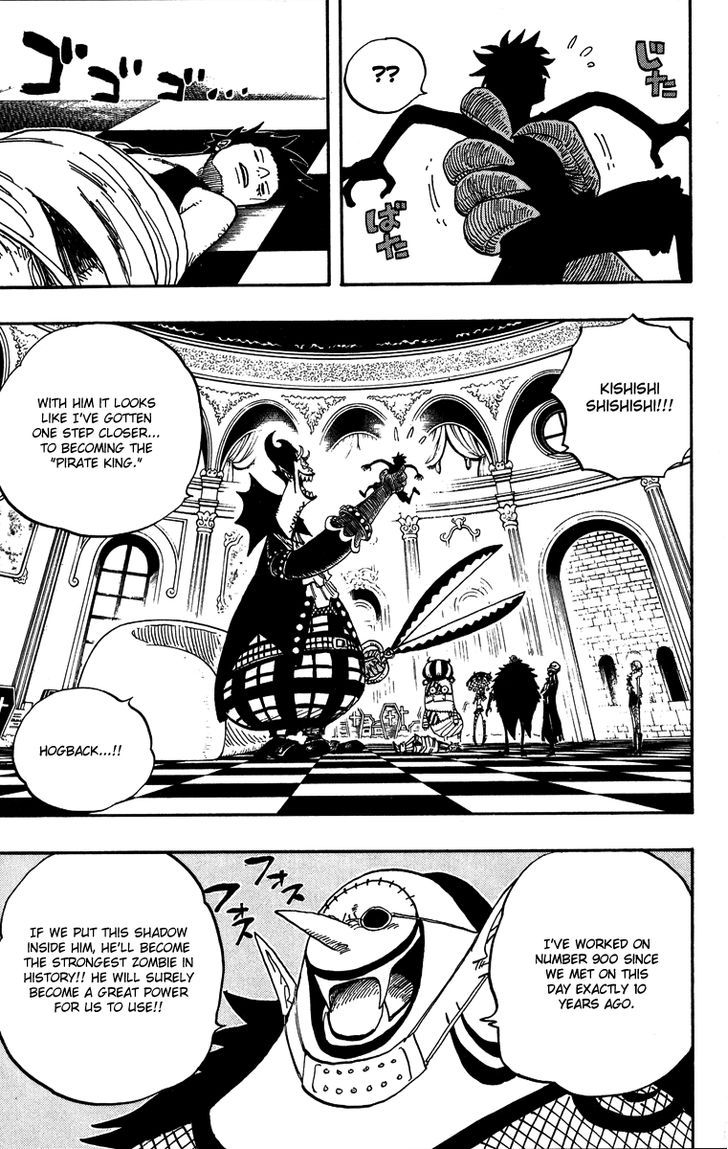 ??
じた
ばた
ゴゴゴ...
KISHISHI
SHISHISHI!!!
WITH HIM IT LOOKS
LIKE I'VE GOTTEN
ONE STEP CLOSER...
TO BECOMING THE
"PIRATE KING."
HOGBACK...!!
I'VE WORKED ON
NUMBER 900 SINCE
WE MET ON THIS
DAY EXACTLY 10
YEARS AGO.
フォス
フォス
IF WE PUT THIS SHADOW
INSIDE HIM, HE'LL BECOME
THE STRONGEST ZOMBIE IN
HISTORY!! HE WILL SURELY
BECOME A GREAT POWER
FOR US TO USE!!